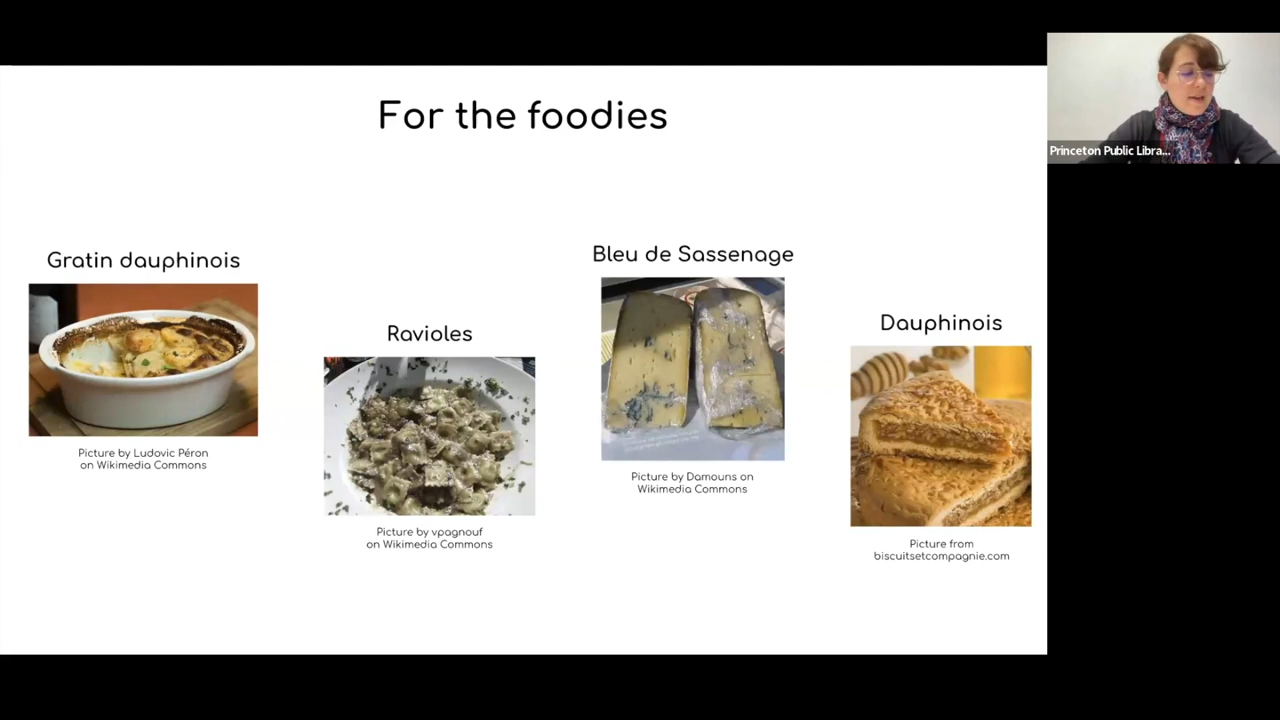 For the foodies
Gratin dauphinois
Picture by Ludovic Péron
on Wikimedia Commons
Ravioles
Picture by vpagnouf
on Wikimedia Commons
Bleu de Sassenage
Picture by Damouns on
Wikimedia Commons
Dauphinois
Picture from
biscuitsetcompagnie.com
Princeton Public Libra...